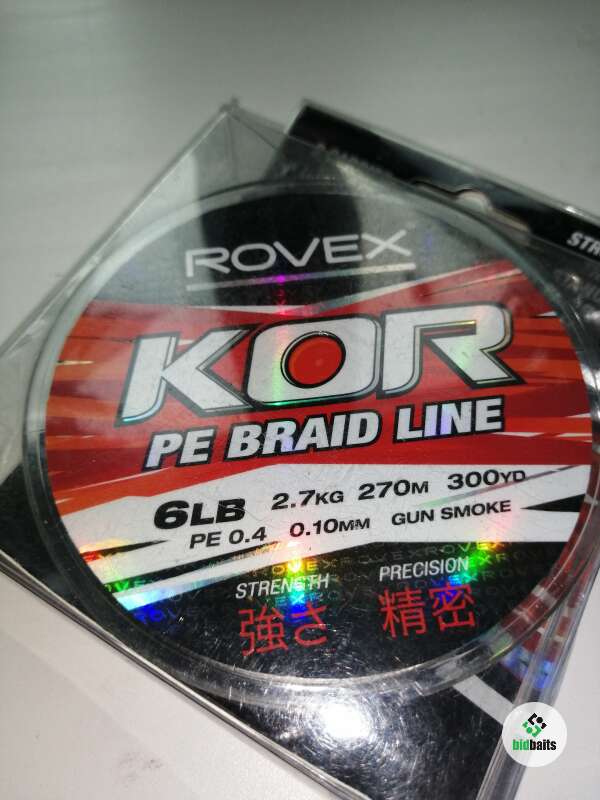 ROVEX
KOR
PE BRAID LINE
6LB 2.7KG 270M 300YD
PE 0.4 0.10MM GUN SMOKE
ROVEXROVEXROVEX
STRENGTH PRECISION
強さ 精密
bidbaits